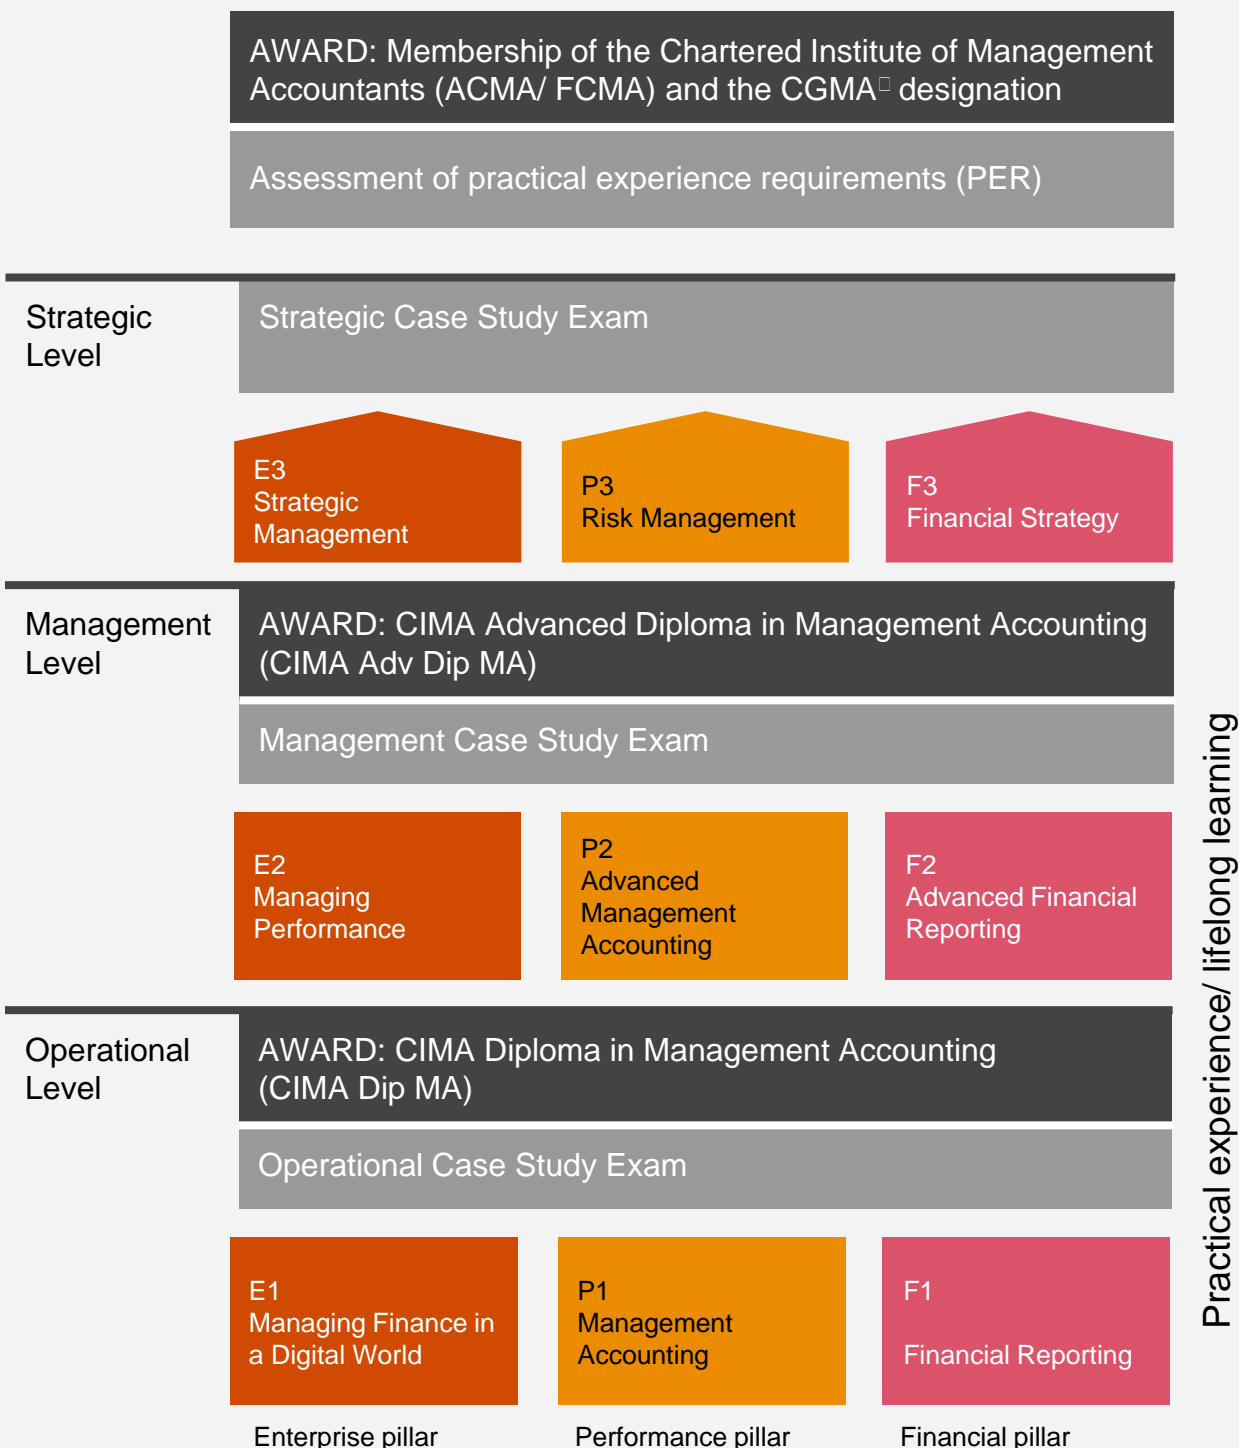 AWARD: Membership of the Chartered Institute of Management
Accountants (ACMA/ FCMA) and the CGMA designation
Assessment of practical experience requirements (PER)
Strategic
Level
Strategic Case Study Exam
E3
Strategic
Management
P3
Risk Management
F3
Financial Strategy
Management
Level
AWARD: CIMA Advanced Diploma in Management Accounting
(CIMA Adv Dip MA)
Management Case Study Exam
E2
Managing
Performance
P2
Advanced
Management
Accounting
F2
Advanced Financial
Reporting
Operational
Level
AWARD: CIMA Diploma in Management Accounting
(CIMA Dip MA)
Operational Case Study Exam
E1
Managing Finance in
a Digital World
P1
Management
Accounting
F1
Financial Reporting
Enterprise pillar
Performance pillar
Financial pillar
Practical experience/ lifelong learning